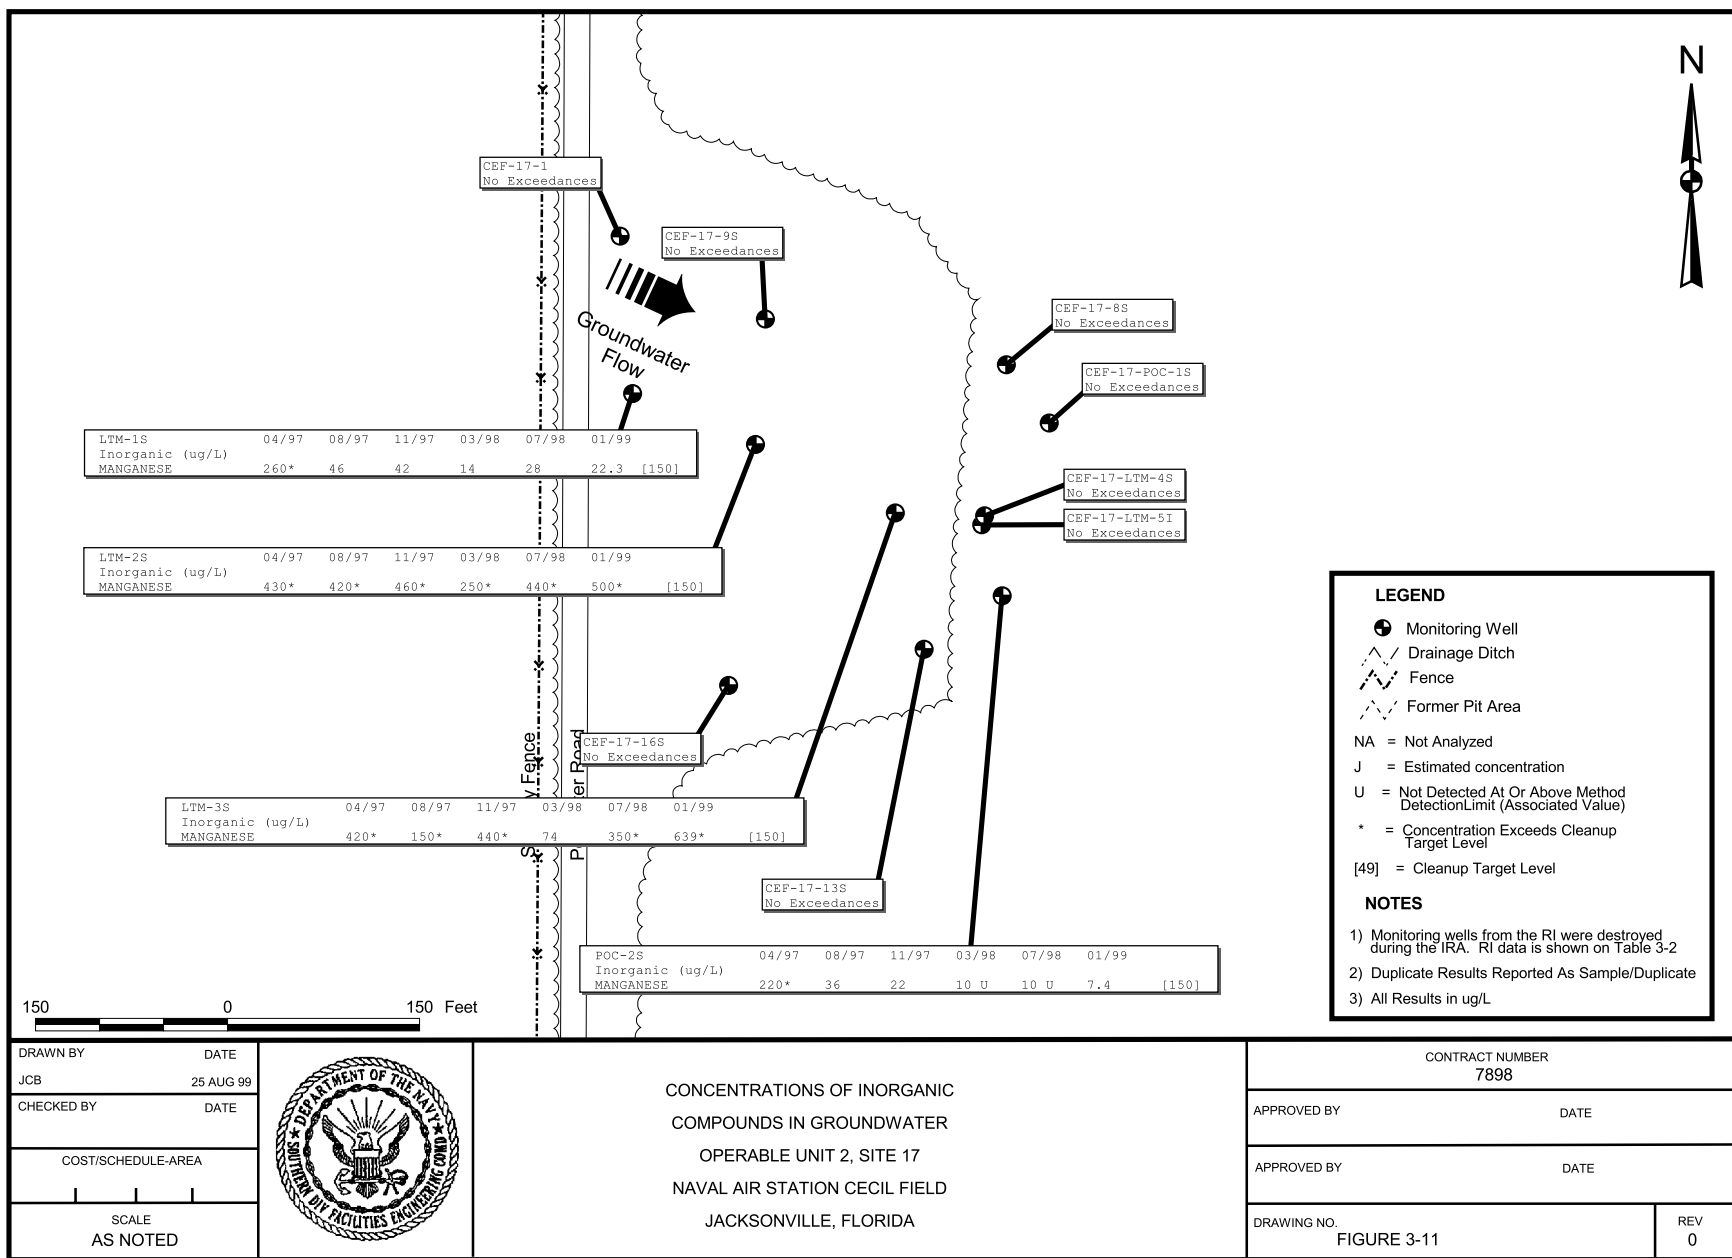 N
CEF-17-1
No Exceedances
CEF-17-9S
No Exceedances
Groundwater
Flow
CEF-17-8S
No Exceedances
CEF-17-POC-1S
No Exceedances
LTM-1S 04/97 08/97 11/97 03/98 07/98 01/99
Inorganic (ug/L)
MANGANESE 260* 46 42 14 28 22.3 [150]
CEF-17-LTM-4S
No Exceedances
CEF-17-LTM-5I
No Exceedances
LTM-2S 04/97 08/97 11/97 03/98 07/98 01/99
Inorganic (ug/L)
MANGANESE 430* 420* 460* 250* 440* 500* [150]
CEF-17-16S
No Exceedances
y Fence
er Road
LTM-3S 04/97 08/97 11/97 03/98 07/98 01/99
Inorganic (ug/L)
MANGANESE 420* 150* 440* 74 350* 639* [150]
CEF-17-13S
No Exceedances
POC-2S 04/97 08/97 11/97 03/98 07/98 01/99
Inorganic (ug/L)
MANGANESE 220* 36 22 10 U 10 U 7.4 [150]
LEGEND
Monitoring Well
Drainage Ditch
Fence
Former Pit Area
NA = Not Analyzed
J = Estimated concentration
U = Not Detected At Or Above Method
DetectionLimit (Associated Value)
* = Concentration Exceeds Cleanup
Target Level
[49] = Cleanup Target Level
NOTES
1) Monitoring wells from the RI were destroyed
during the IRA. RI data is shown on Table 3-2
2) Duplicate Results Reported As Sample/Duplicate
3) All Results in ug/L
150 0 150 Feet
DRAWN BY DATE
JCB 25 AUG 99
CHECKED BY DATE
COST/SCHEDULE-AREA
SCALE
AS NOTED
DEPARTMENT OF THE NAVY
SOUTHERN DIV FACILITIES ENGINEERING COMD
CONCENTRATIONS OF INORGANIC
COMPOUNDS IN GROUNDWATER
OPERABLE UNIT 2, SITE 17
NAVAL AIR STATION CECIL FIELD
JACKSONVILLE, FLORIDA
CONTRACT NUMBER
7898
APPROVED BY DATE
APPROVED BY DATE
DRAWING NO.
FIGURE 3-11
REV
0